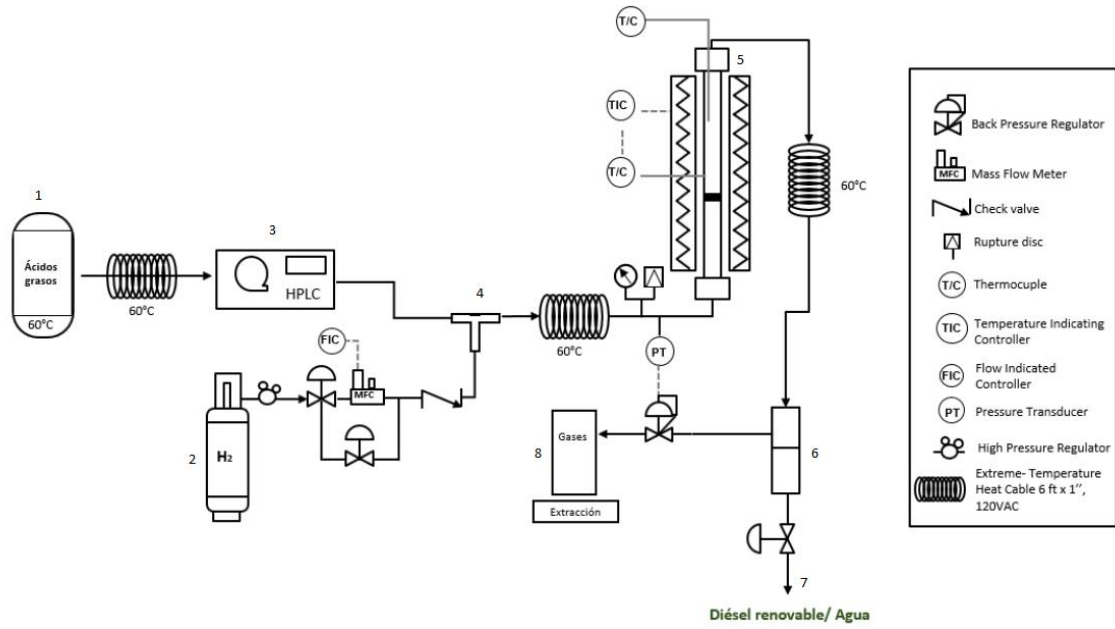 1
Ácidos
grasos
60°C
60°C
3
HPLC
4
FIC
MFC
2
H2
60°C
T/C
5
TIC
T/C
60°C
PT
8
Gases
Extracción
6
7
Diésel renovable/ Agua
Back Pressure Regulator
MFC
Mass Flow Meter
Check valve
Rupture disc
T/C
Thermocuple
TIC
Temperature Indicating
Controller
FIC
Flow Indicated
Controller
PT
Pressure Transducer
High Pressure Regulator
Extreme- Temperature
Heat Cable 6 ft x 1’’,
120VAC